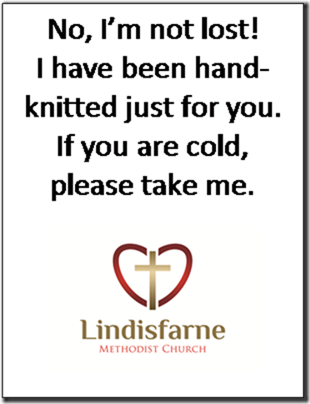 No, I'm not lost!
I have been hand-
knitted just for you.
If you are cold,
please take me.
Lindisfarne
METHODIST CHURCH